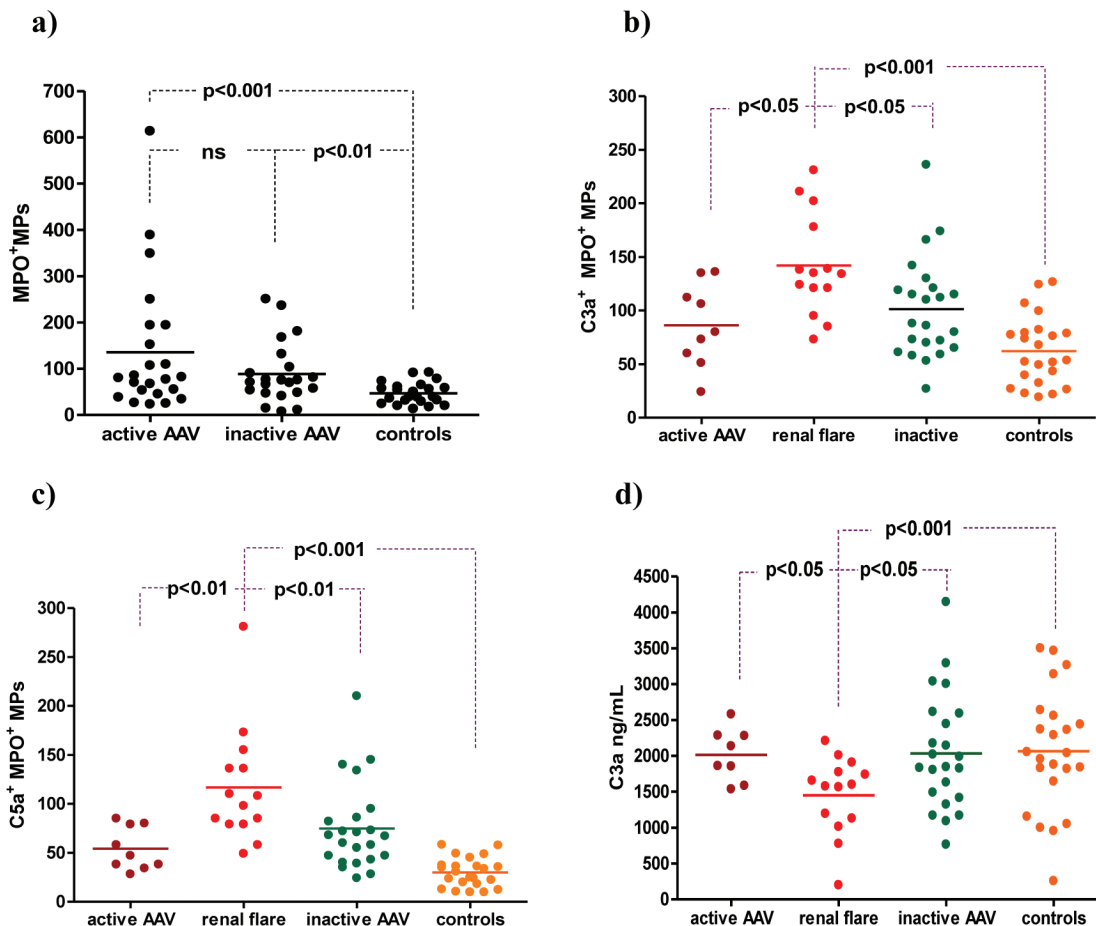 a)
p<0.001
ns
p<0.01
700
600
500
400
300
200
100
0
MPO⁺MPs
active AAV
inactive AAV
controls
b)
p<0.001
p<0.05
p<0.05
300
250
200
150
100
50
0
C3a⁺ MPO⁺ MPs
active AAV
renal flare
inactive
controls
c)
p<0.001
p<0.01
p<0.01
300
250
200
150
100
50
0
C5a⁺ MPO⁺ MPs
active AAV
renal flare
inactive AAV
controls
d)
p<0.001
p<0.05
p<0.05
4500
4000
3500
3000
2500
2000
1500
1000
500
0
C3a ng/mL
active AAV
renal flare
inactive AAV
controls